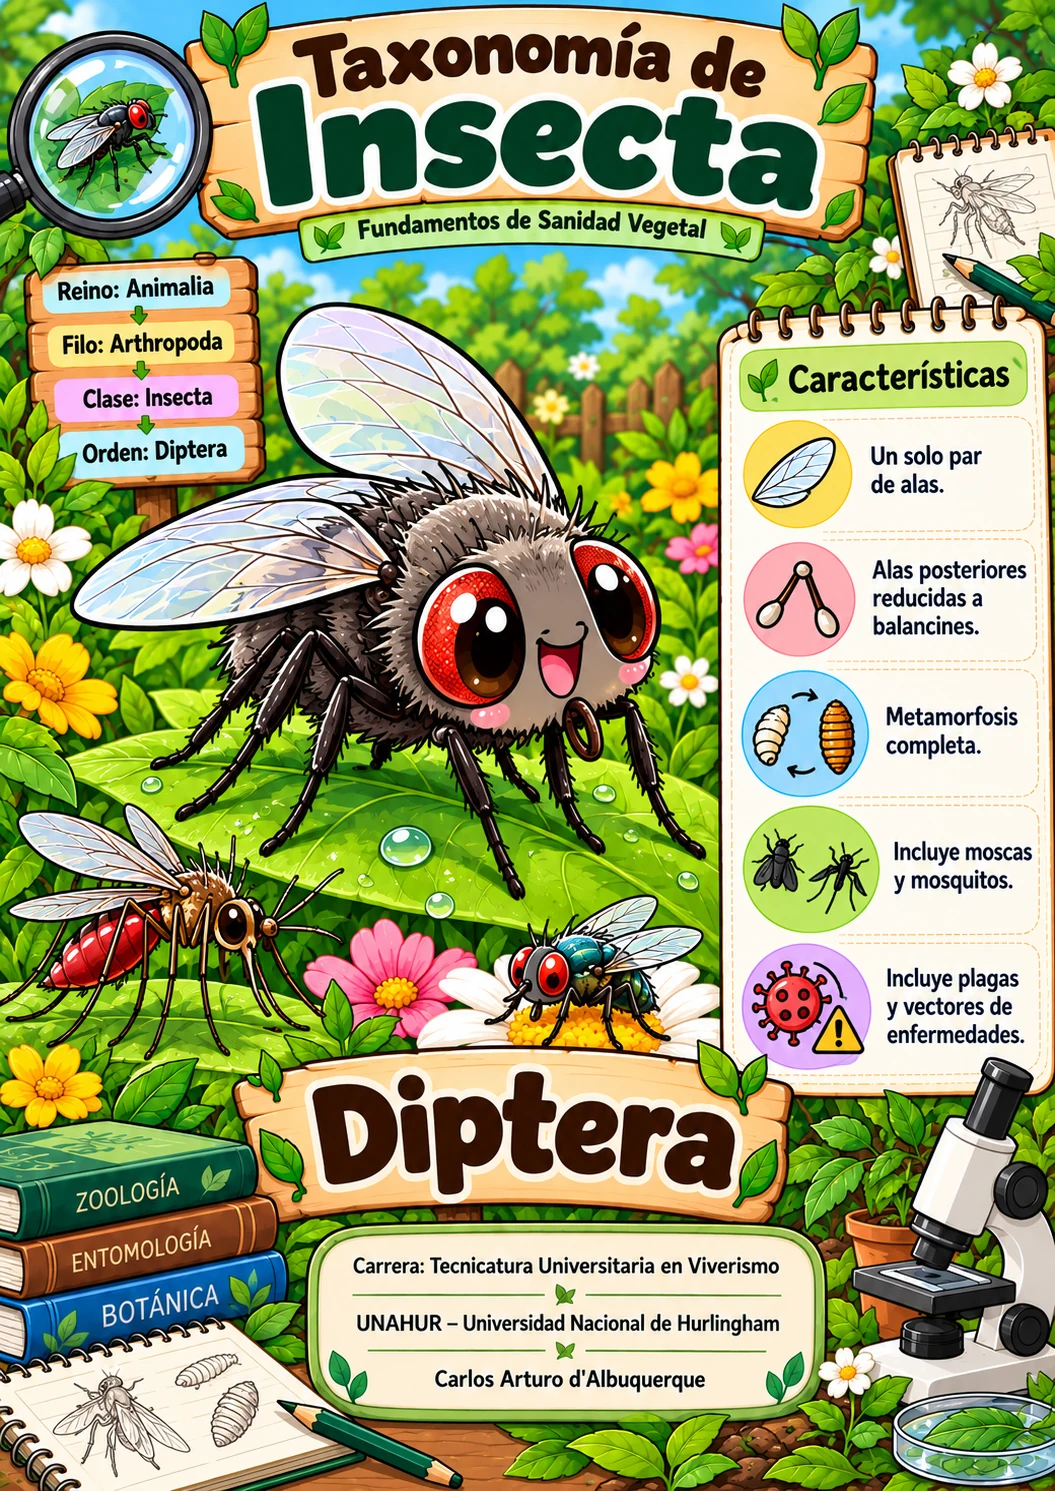 Taxonomía de
Insecta
Fundamentos de Sanidad Vegetal
Reino: Animalia
Filo: Arthropoda
Clase: Insecta
Orden: Diptera
Características
Un solo par
de alas.
Alas posteriores
reducidas a
balancines.
Metamorfosis
completa.
Incluye moscas
y mosquitos.
Incluye plagas
y vectores de
enfermedades.
Diptera
ZOOLOGÍA
ENTOMOLOGÍA
BOTÁNICA
Carrera: Tecnicatura Universitaria en Viverismo
UNAHUR – Universidad Nacional de Hurlingham
Carlos Arturo d'Albuquerque